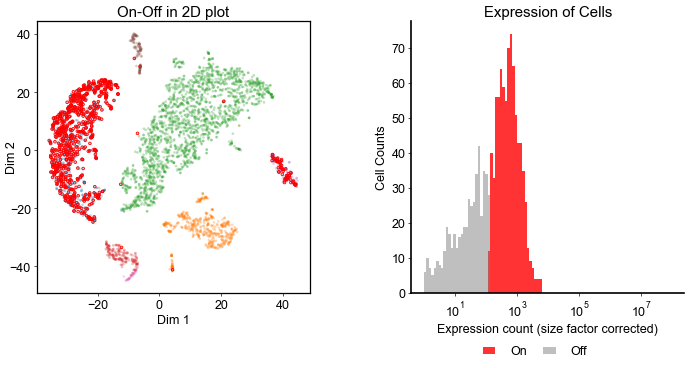 On-Off in 2D plot
Dim 2
40
20
0
−20
−40
−20
0
20
40
Dim 1
Expression of Cells
Cell Counts
70
60
50
40
30
20
10
0
10^1
10^3
10^5
10^7
Expression count (size factor corrected)
On
Off